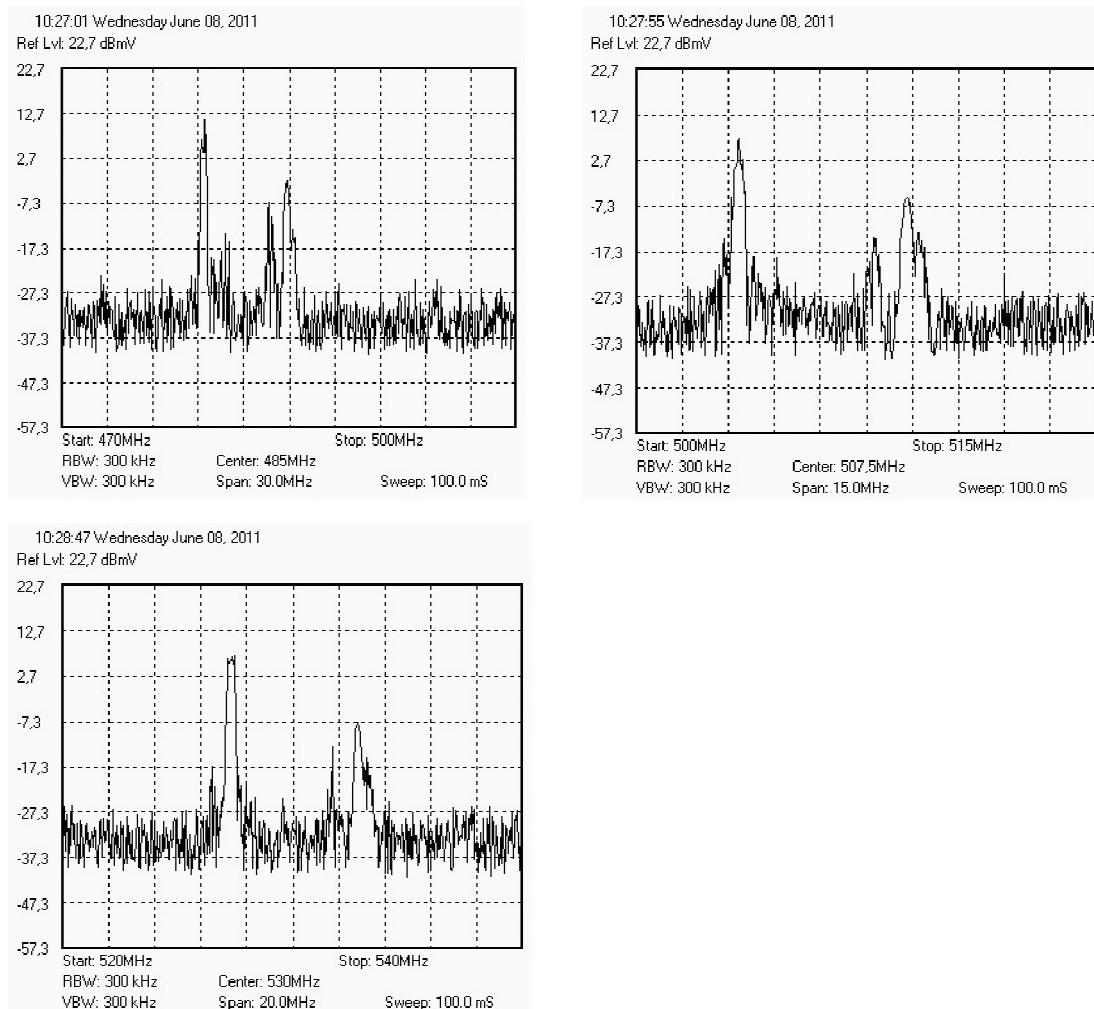 10:27:01 Wednesday June 08, 2011
Ref Lvl: 22,7 dBmV
22,7
12,7
2,7
-7,3
-17,3
-27,3
-37,3
-47,3
-57,3
Start: 470MHz Stop: 500MHz
RBW: 300 kHz Center: 485MHz
VBW: 300 kHz Span: 30.0MHz Sweep: 100.0 mS
10:27:55 Wednesday June 08, 2011
Ref Lvl: 22,7 dBmV
22,7
12,7
2,7
-7,3
-17,3
-27,3
-37,3
-47,3
-57,3
Start: 500MHz Stop: 515MHz
RBW: 300 kHz Center: 507,5MHz
VBW: 300 kHz Span: 15.0MHz Sweep: 100.0 mS
10:28:47 Wednesday June 08, 2011
Ref Lvl: 22,7 dBmV
22,7
12,7
2,7
-7,3
-17,3
-27,3
-37,3
-47,3
-57,3
Start: 520MHz Stop: 540MHz
RBW: 300 kHz Center: 530MHz
VBW: 300 kHz Span: 20.0MHz Sweep: 100.0 mS